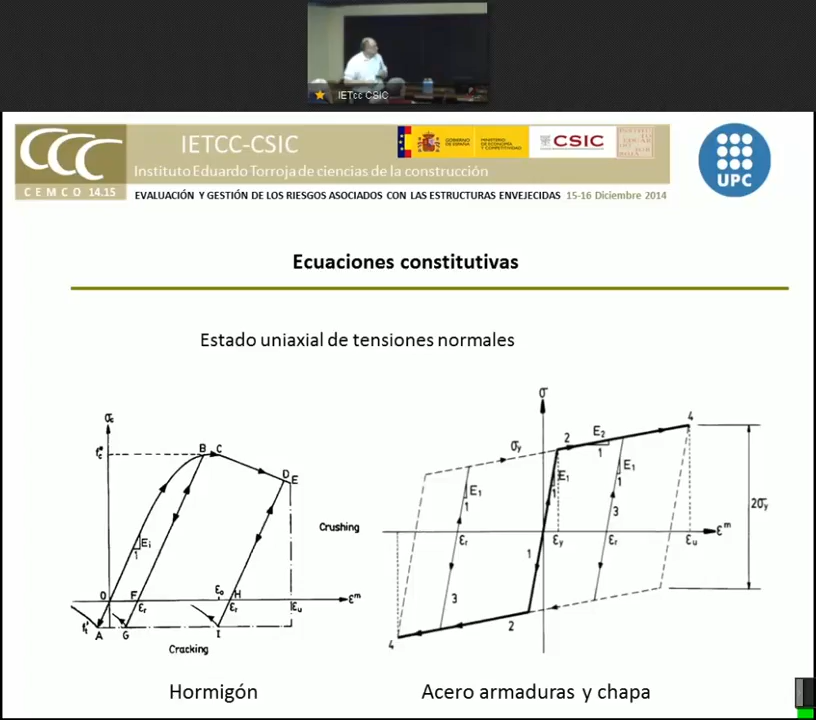 IETcc CSIC
CCC
CEMCO 14.15
IETCC-CSIC
GOBIERNO DE ESPAÑA
MINISTERIO DE ECONOMÍA Y COMPETITIVIDAD
CSIC
UPC
Instituto Eduardo Torroja de ciencias de la construcción
EVALUACIÓN Y GESTIÓN DE LOS RIESGOS ASOCIADOS CON LAS ESTRUCTURAS ENVEJECIDAS 15-16 Diciembre 2014
Ecuaciones constitutivas
Estado uniaxial de tensiones normales
σc
B C
D
E
Ei
1
O F
εr
εo
H
εr
εu
εm
A G I
Crushing
Cracking
σ
4
σy
2
E2
1
E1
1
E1
1
E1
1
3
2σy
εr
εy
εr
εu
εm
1
3
2
4
Hormigón
Acero armaduras y chapa